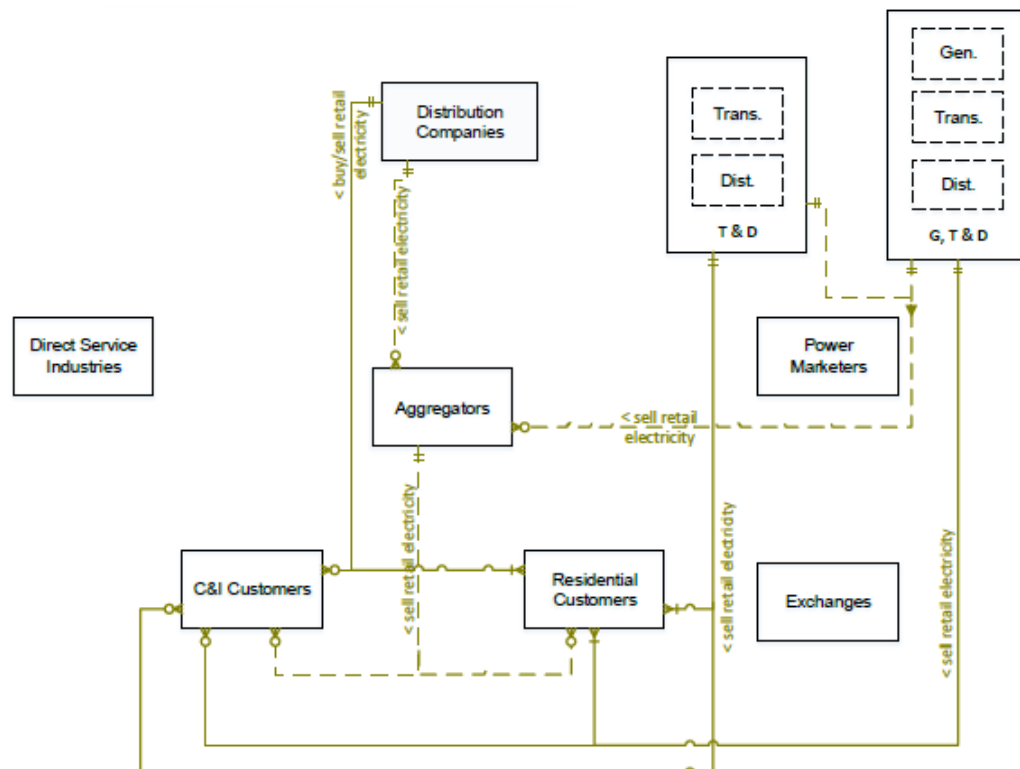 Gen.
Trans.
Dist.
G, T & D
Trans.
Dist.
T & D
Distribution
Companies
< buy/sell retail
electricity
< sell retail electricity
Direct Service
Industries
Power
Marketers
Aggregators
< sell retail
electricity
< sell retail electricity
< sell retail electricity
< sell retail electricity
C&I Customers
Residential
Customers
Exchanges